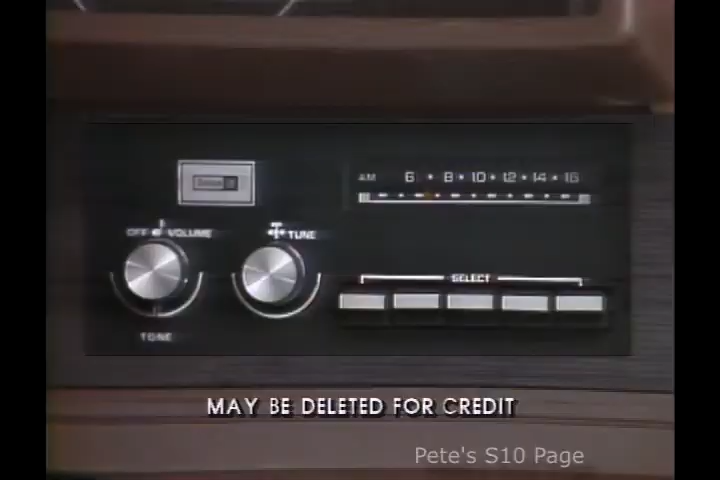 AM 6 • 8 • 10 • 12 • 14 • 16
OFF VOLUME
TUNE
SELECT
TONE
MAY BE DELETED FOR CREDIT
Pete's S10 Page